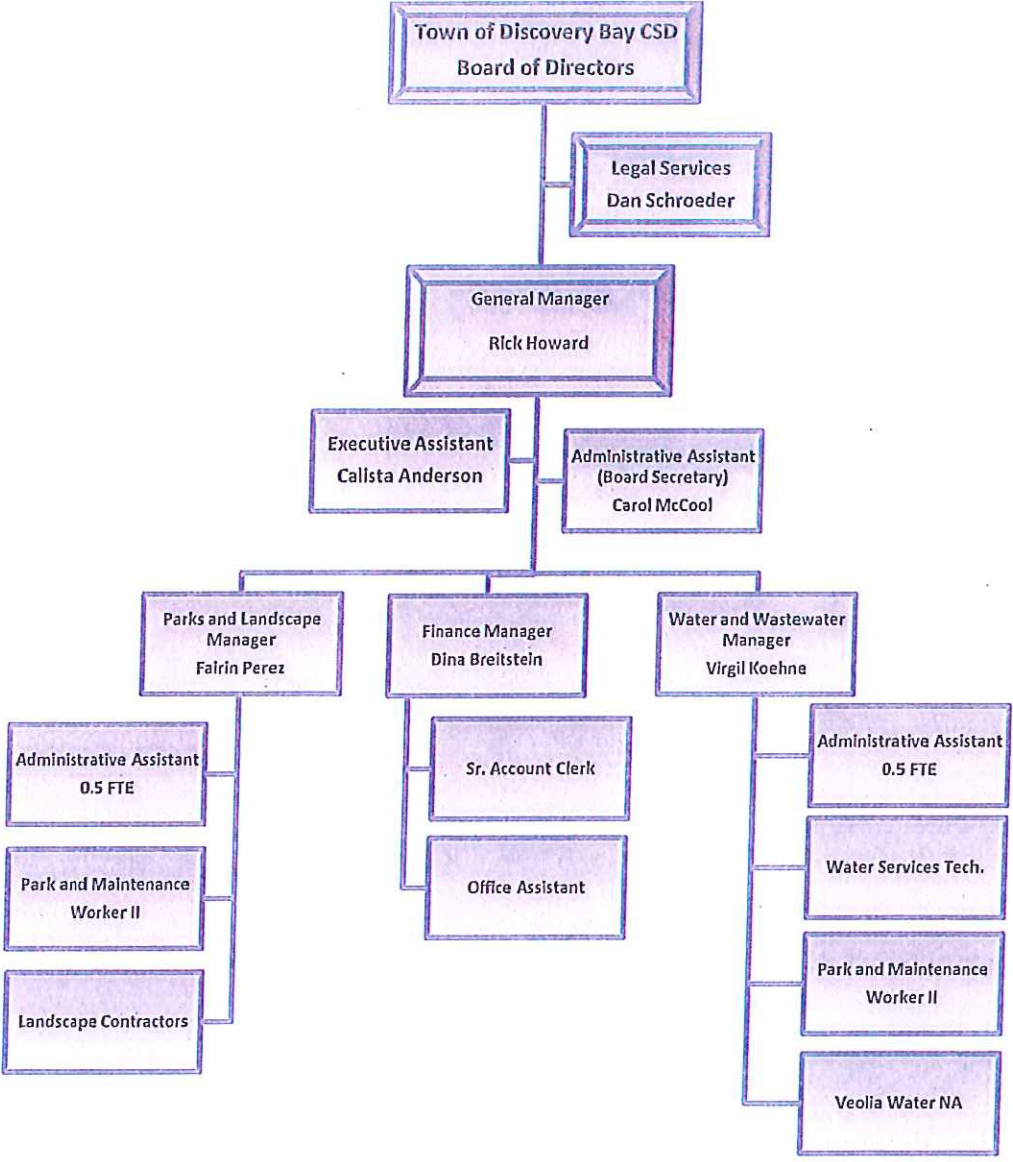 Town of Discovery Bay CSD
Board of Directors
Legal Services
Dan Schroeder
General Manager
Rick Howard
Executive Assistant
Calista Anderson
Administrative Assistant
(Board Secretary)
Carol McCool
Parks and Landscape
Manager
Fairin Perez
Finance Manager
Dina Breitstein
Water and Wastewater
Manager
Virgil Koehne
Administrative Assistant
0.5 FTE
Park and Maintenance
Worker II
Landscape Contractors
Sr. Account Clerk
Office Assistant
Administrative Assistant
0.5 FTE
Water Services Tech.
Park and Maintenance
Worker II
Veolia Water NA